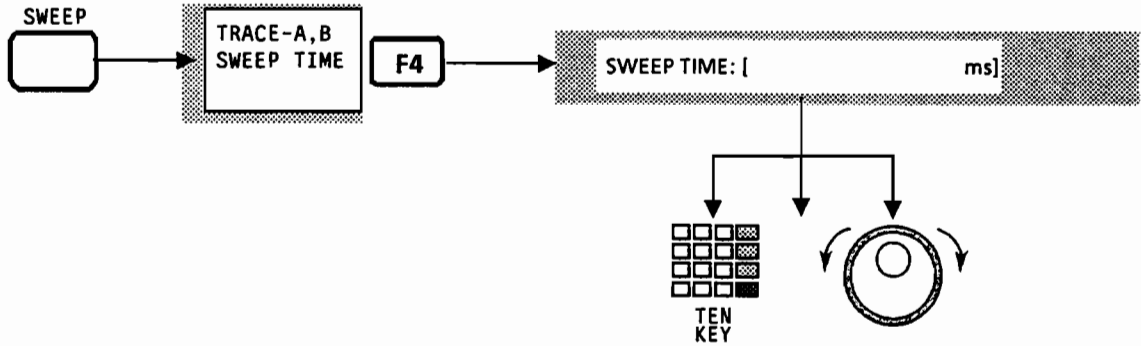 SWEEP
TRACE-A,B
SWEEP TIME
F4
SWEEP TIME: [ ms]
TEN
KEY